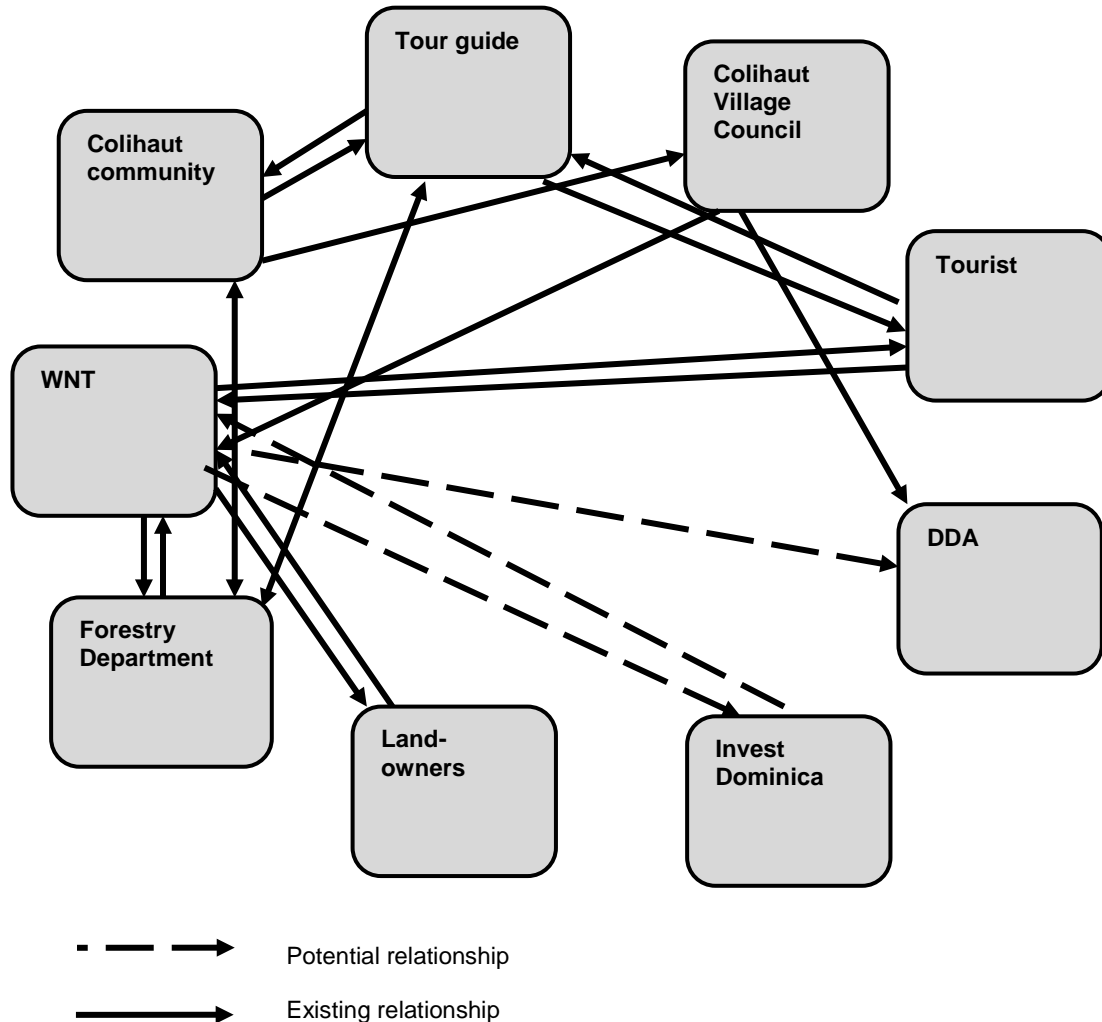 Tour guide
Colihaut
Village
Council
Colihaut
community
Tourist
WNT
DDA
Forestry
Department
Land-
owners
Invest
Dominica
Potential relationship
Existing relationship